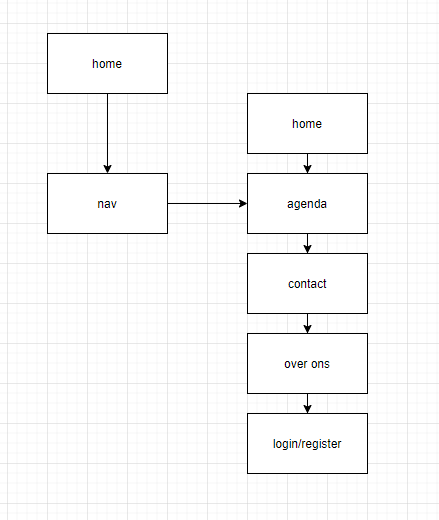 home
home
nav
agenda
contact
over ons
login/register